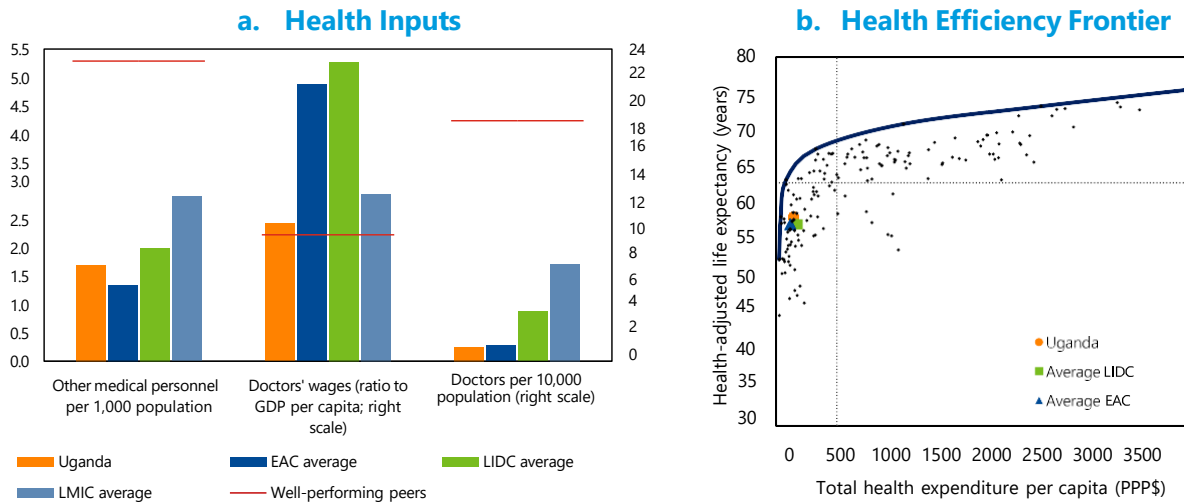 a. Health Inputs
5.5
5.0
4.5
4.0
3.5
3.0
2.5
2.0
1.5
1.0
0.5
0.0
24
22
20
18
16
14
12
10
8
6
4
2
0
Other medical personnel
per 1,000 population
Doctors' wages (ratio to
GDP per capita; right
scale)
Doctors per 10,000
population (right scale)
Uganda
EAC average
LIDC average
LMIC average
Well-performing peers
b. Health Efficiency Frontier
Health-adjusted life expectancy (years)
80
75
70
65
60
55
50
45
40
35
30
Uganda
Average LIDC
Average EAC
0 500 1000 1500 2000 2500 3000 3500
Total health expenditure per capita (PPP$)